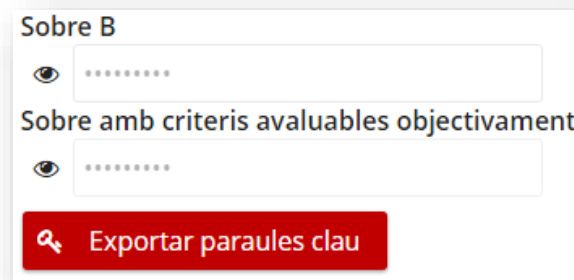 Sobre B
•••••••••
Sobre amb criteris avaluables objectivament
•••••••••
Exportar paraules clau